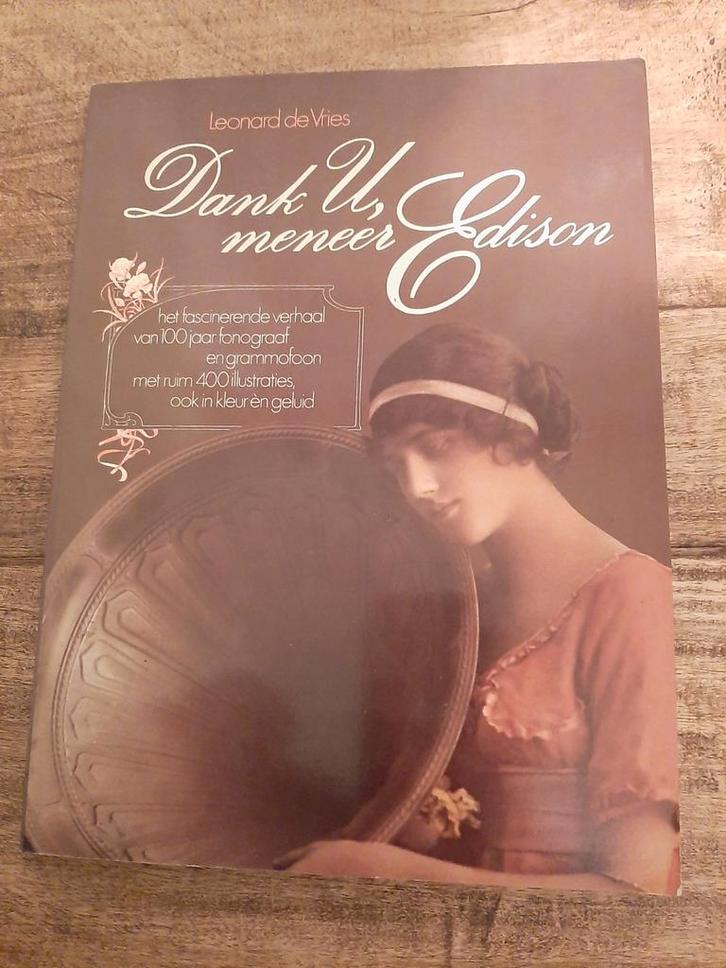 Leonard de Vries
Dank U,
meneer Edison
het fascinerende verhaal
van 100 jaar fonograaf
en grammofoon
met ruim 400 illustraties,
ook in kleur èn geluid